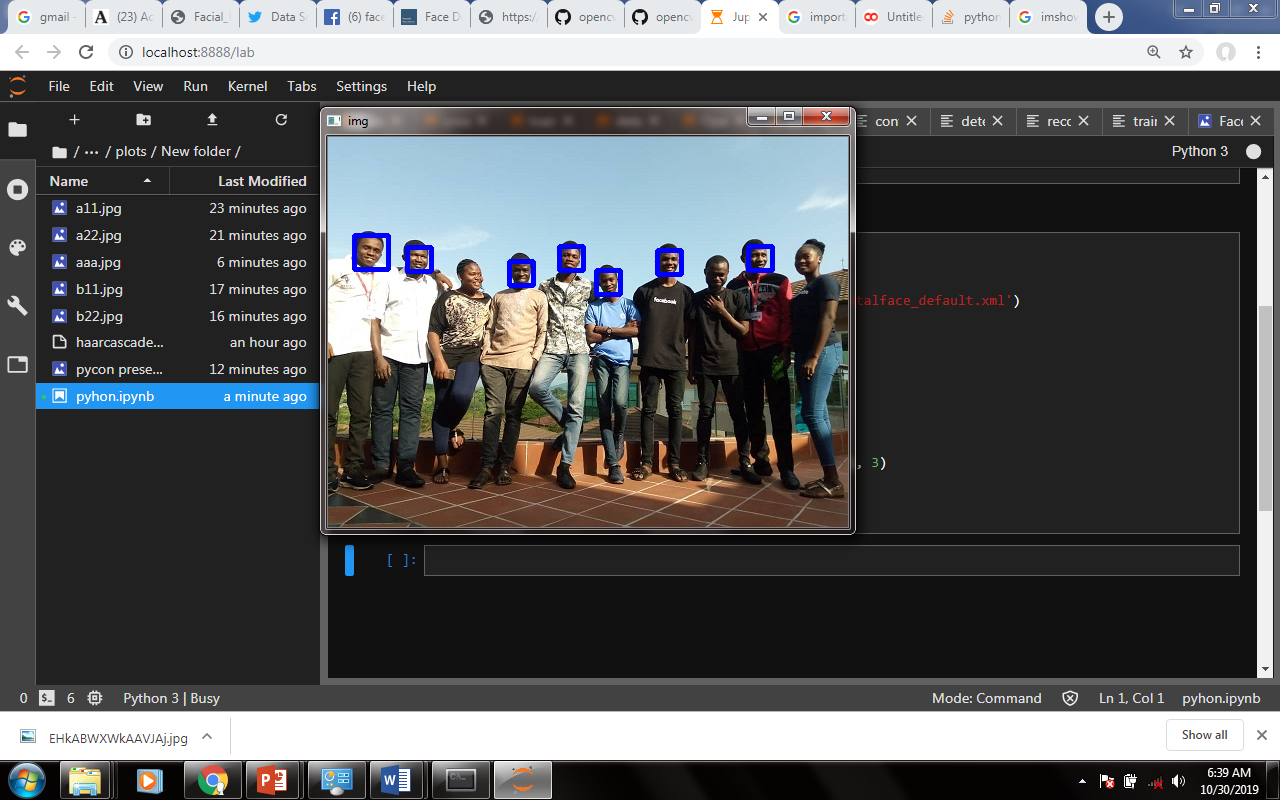 gmail -
(23) Ac
Facial_
Data S
(6) face
Face D
https:/
opencv
opencv
Jup
import
Untitle
python
imshow
localhost:8888/lab
File Edit View Run Kernel Tabs Settings Help
img
con
dete
reco
train
Face
/ ... / plots / New folder /
Python 3
Name Last Modified
a11.jpg 23 minutes ago
a22.jpg 21 minutes ago
aaa.jpg 6 minutes ago
b11.jpg 17 minutes ago
b22.jpg 16 minutes ago
haarcascade... an hour ago
pycon prese... 12 minutes ago
pyhon.ipynb a minute ago
talface_default.xml')
facebook
, 3)
[ ]:
0 $_ 6 Python 3 | Busy Mode: Command Ln 1, Col 1 pyhon.ipynb
EHkABWXWkAAVJAj.jpg
Show all
6:39 AM
10/30/2019